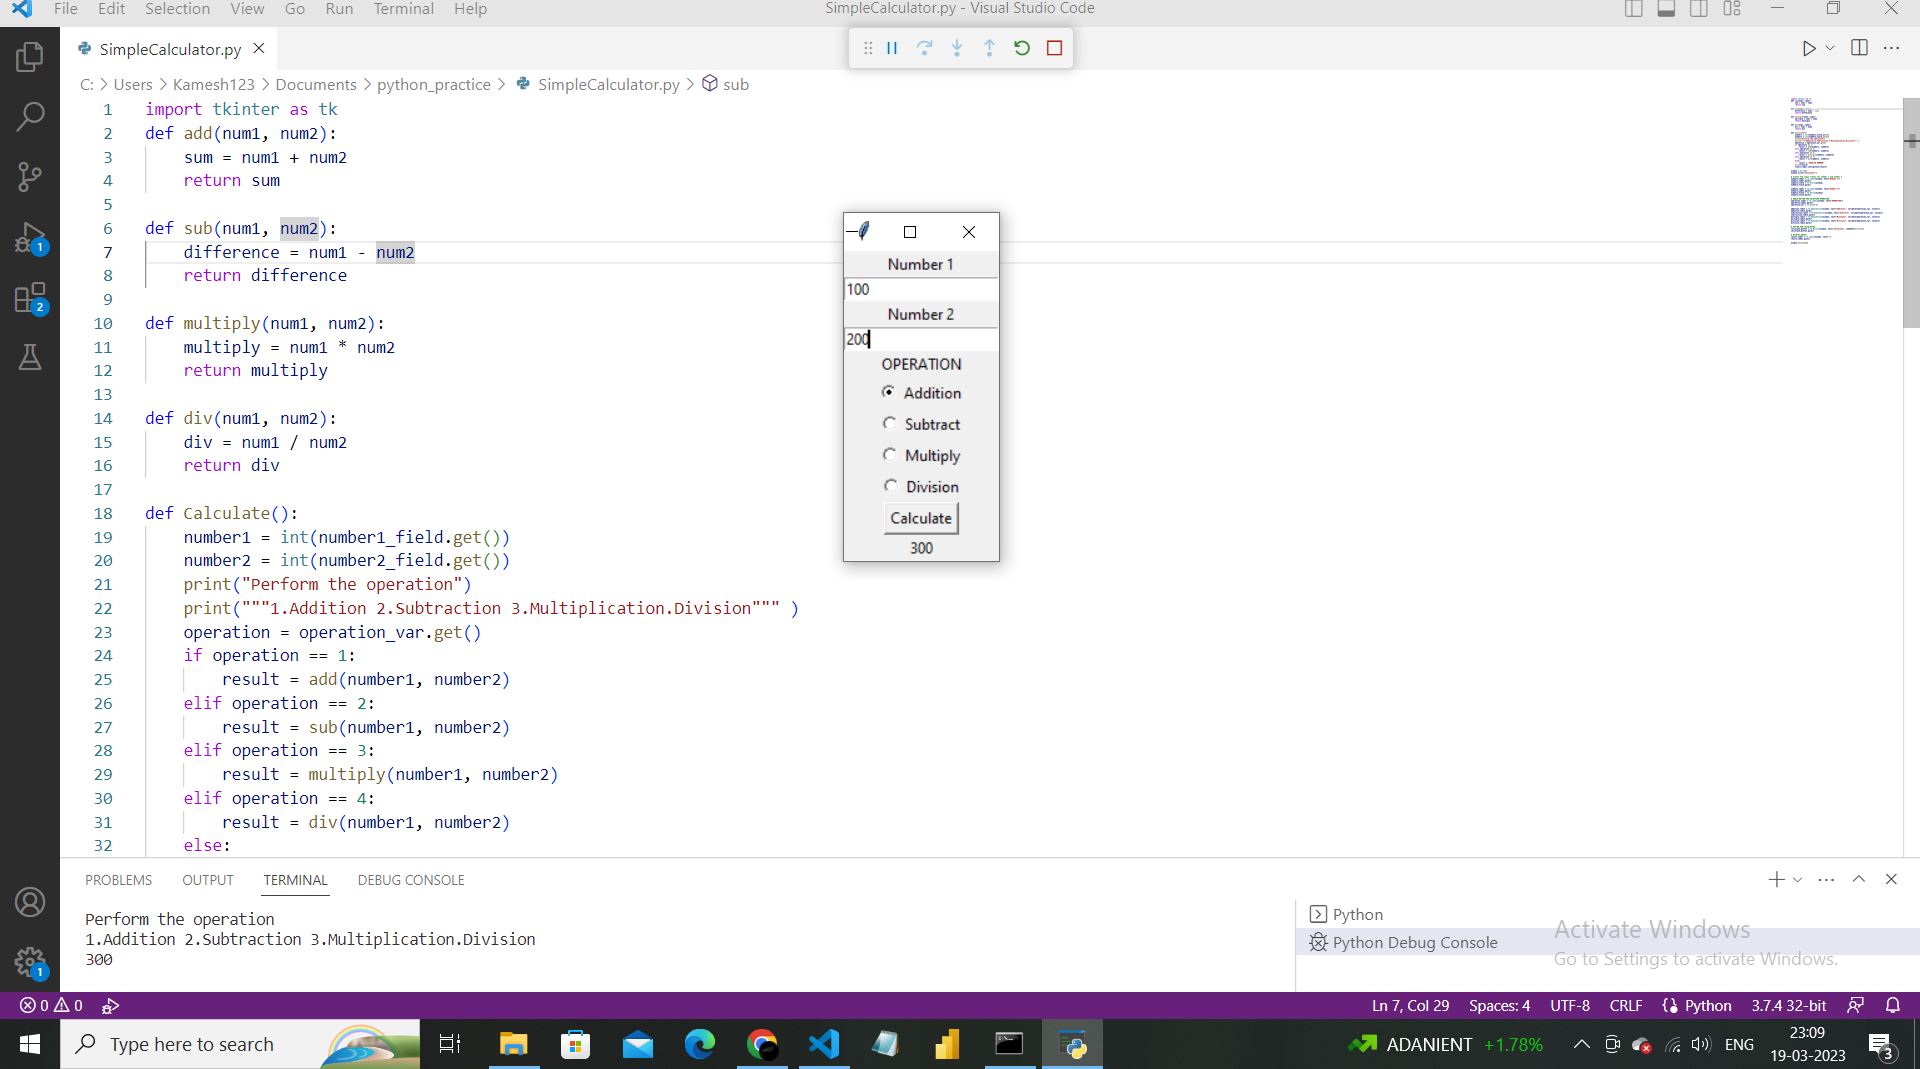 File Edit Selection View Go Run Terminal Help
SimpleCalculator.py - Visual Studio Code
SimpleCalculator.py
C: > Users > Kamesh123 > Documents > python_practice > SimpleCalculator.py > sub
1 import tkinter as tk
2 def add(num1, num2):
3 sum = num1 + num2
4 return sum
5
6 def sub(num1, num2):
7 difference = num1 - num2
8 return difference
9
10 def multiply(num1, num2):
11 multiply = num1 * num2
12 return multiply
13
14 def div(num1, num2):
15 div = num1 / num2
16 return div
17
18 def Calculate():
19 number1 = int(number1_field.get())
20 number2 = int(number2_field.get())
21 print("Perform the operation")
22 print("""1.Addition 2.Subtraction 3.Multiplication.Division""" )
23 operation = operation_var.get()
24 if operation == 1:
25 result = add(number1, number2)
26 elif operation == 2:
27 result = sub(number1, number2)
28 elif operation == 3:
29 result = multiply(number1, number2)
30 elif operation == 4:
31 result = div(number1, number2)
32 else:
Number 1
100
Number 2
200
OPERATION
Addition
Subtract
Multiply
Division
Calculate
300
1
2
1
PROBLEMS OUTPUT TERMINAL DEBUG CONSOLE
Perform the operation
1.Addition 2.Subtraction 3.Multiplication.Division
300
Python
Python Debug Console
Activate Windows
Go to Settings to activate Windows.
0 0
Ln 7, Col 29 Spaces: 4 UTF-8 CRLF Python 3.7.4 32-bit
Type here to search
ADANIENT +1.78%
ENG
23:09
19-03-2023
3